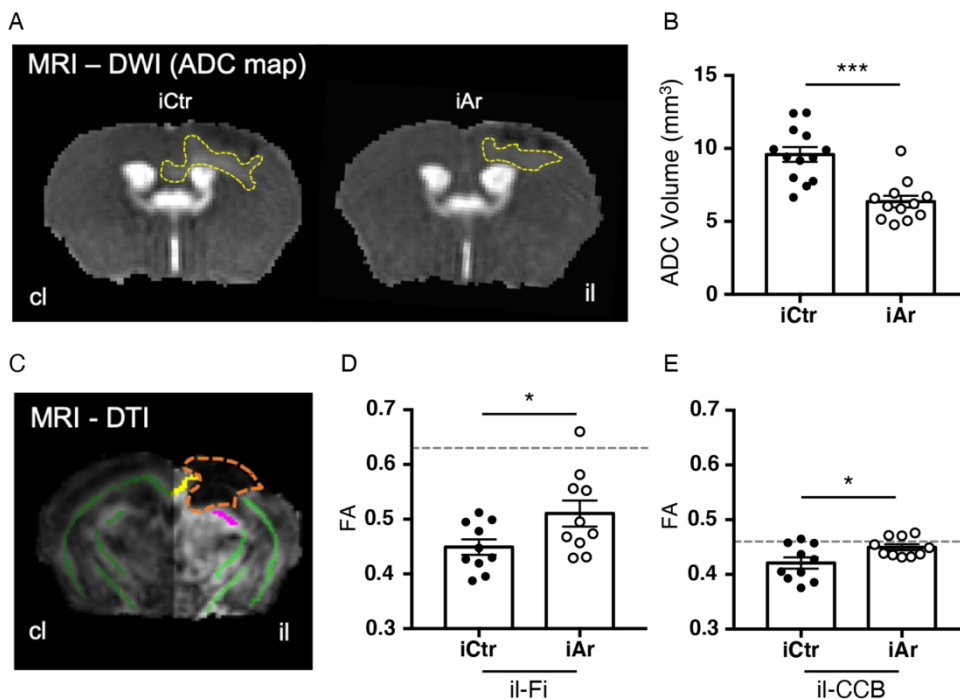 A
MRI – DWI (ADC map)
iCtr
iAr
cl
il
B
ADC Volume (mm³)
15
10
5
0
***
iCtr
iAr
C
MRI - DTI
cl
il
D
FA
0.7
0.6
0.5
0.4
0.3
*
iCtr
iAr
il-Fi
E
FA
0.7
0.6
0.5
0.4
0.3
*
iCtr
iAr
il-CCB